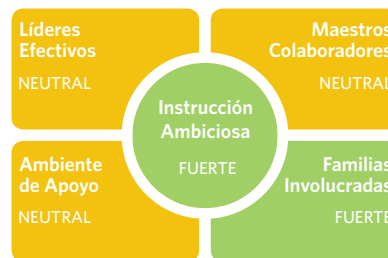 Líderes
Efectivos
NEUTRAL
Maestros
Colaboradores
NEUTRAL
Instrucción
Ambiciosa
FUERTE
Ambiente
de Apoyo
NEUTRAL
Familias
Involucradas
FUERTE